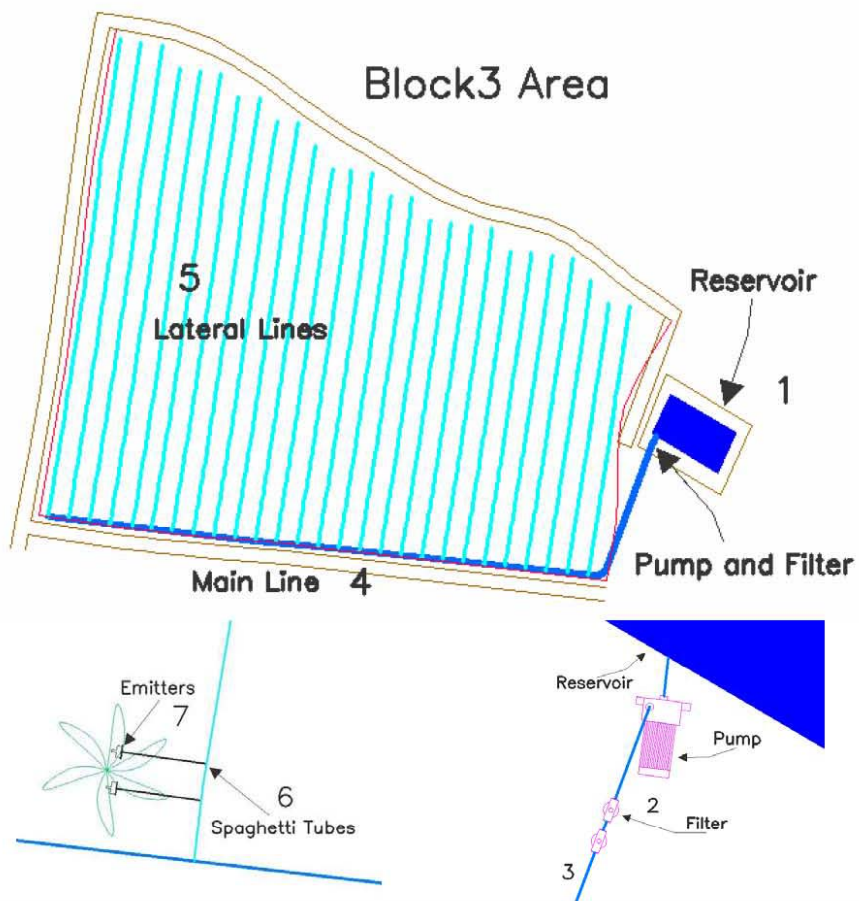 Block3 Area
Reservoir
1
5
Lateral Lines
Pump and Filter
Main Line 4
Emitters
7
6
Spaghetti Tubes
Reservoir
Pump
2
Filter
3